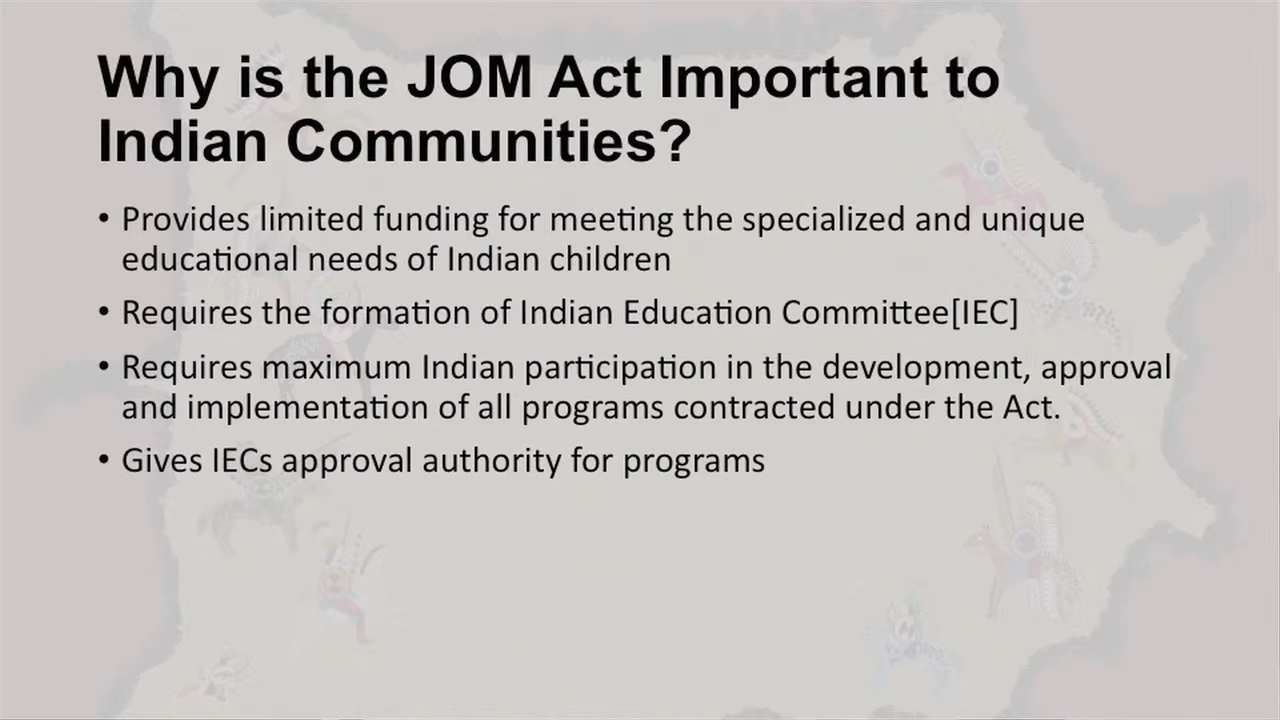 Why is the JOM Act Important to
Indian Communities?
• Provides limited funding for meeting the specialized and unique
educational needs of Indian children
• Requires the formation of Indian Education Committee[IEC]
• Requires maximum Indian participation in the development, approval
and implementation of all programs contracted under the Act.
• Gives IECs approval authority for programs